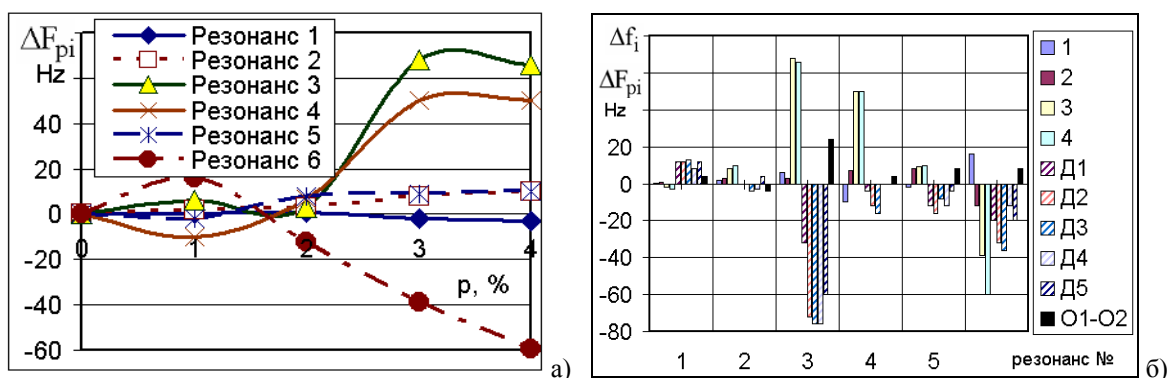 ΔF_pi
Hz
40
20
0
-20
-40
-60
Резонанс 1
Резонанс 2
Резонанс 3
Резонанс 4
Резонанс 5
Резонанс 6
0 1 2 3 4
p, %
а)
Δf_i
ΔF_pi
Hz
20
0
-20
-40
-60
-80
1 2 3 4 5 резонанс №
1
2
3
4
Д1
Д2
Д3
Д4
Д5
О1-О2
б)